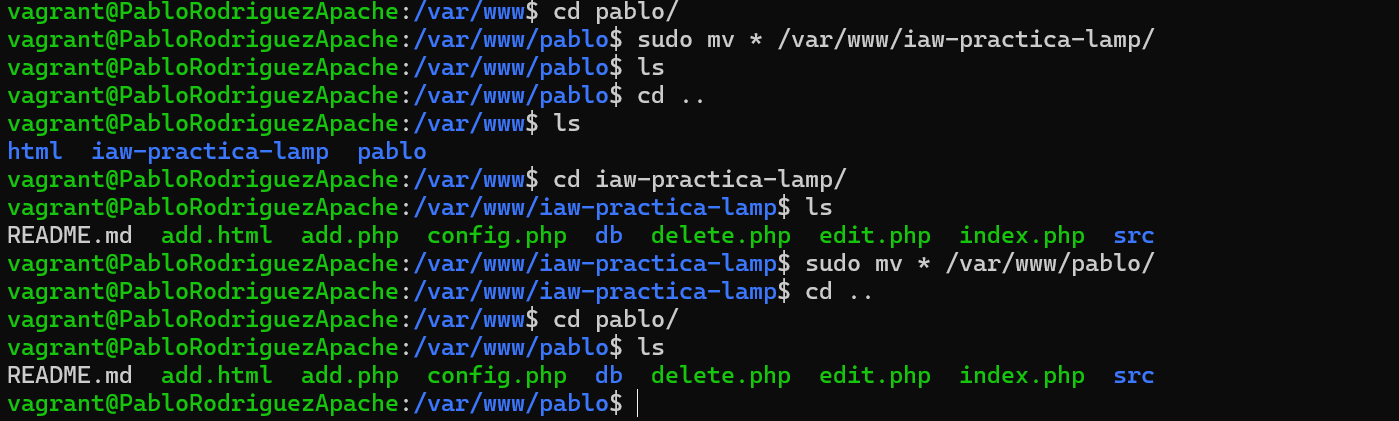 vagrant@PabloRodriguezApache:/var/www$ cd pablo/
vagrant@PabloRodriguezApache:/var/www/pablo$ sudo mv * /var/www/iaw-practica-lamp/
vagrant@PabloRodriguezApache:/var/www/pablo$ ls
vagrant@PabloRodriguezApache:/var/www/pablo$ cd ..
vagrant@PabloRodriguezApache:/var/www$ ls
html  iaw-practica-lamp  pablo
vagrant@PabloRodriguezApache:/var/www$ cd iaw-practica-lamp/
vagrant@PabloRodriguezApache:/var/www/iaw-practica-lamp$ ls
README.md  add.html  add.php  config.php  db  delete.php  edit.php  index.php  src
vagrant@PabloRodriguezApache:/var/www/iaw-practica-lamp$ sudo mv * /var/www/pablo/
vagrant@PabloRodriguezApache:/var/www/iaw-practica-lamp$ cd ..
vagrant@PabloRodriguezApache:/var/www$ cd pablo/
vagrant@PabloRodriguezApache:/var/www/pablo$ ls
README.md  add.html  add.php  config.php  db  delete.php  edit.php  index.php  src
vagrant@PabloRodriguezApache:/var/www/pablo$